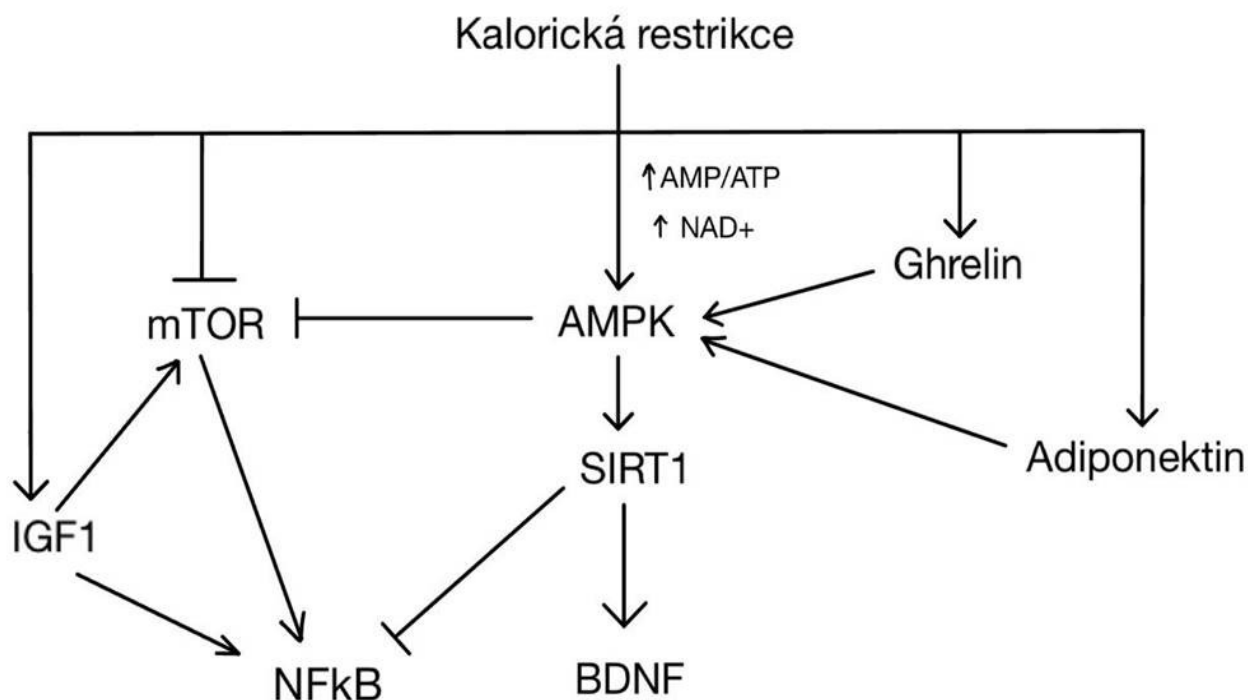 Kalorická restrikce
↑AMP/ATP
↑ NAD+
Ghrelin
mTOR
AMPK
Adiponektin
SIRT1
IGF1
NFkB
BDNF